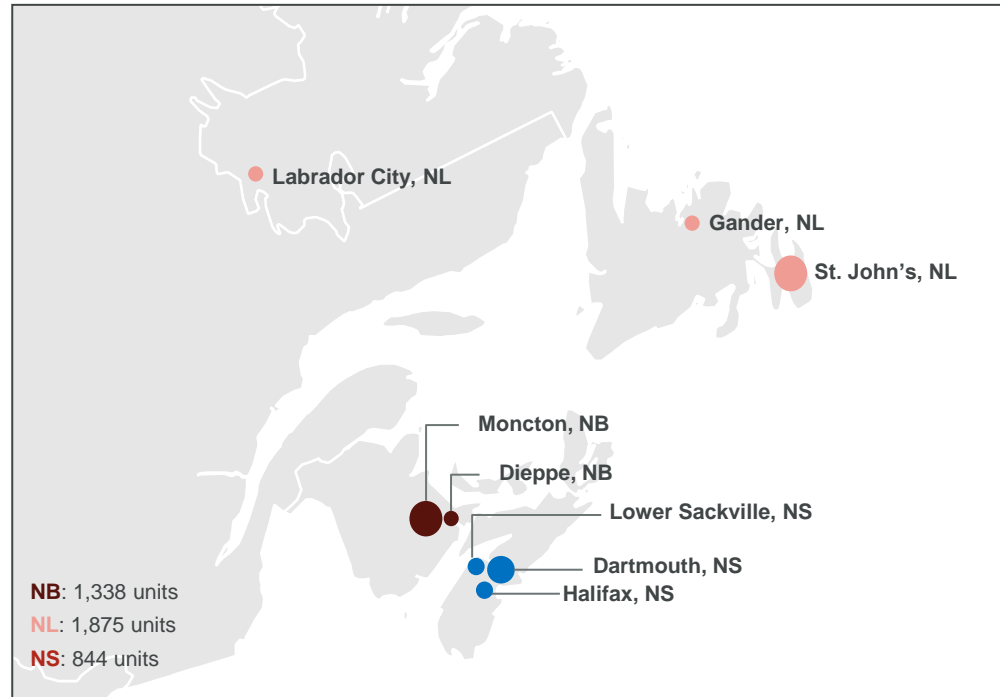 Labrador City, NL
Gander, NL
St. John’s, NL
Moncton, NB
Dieppe, NB
Lower Sackville, NS
Dartmouth, NS
Halifax, NS
NB: 1,338 units
NL: 1,875 units
NS: 844 units